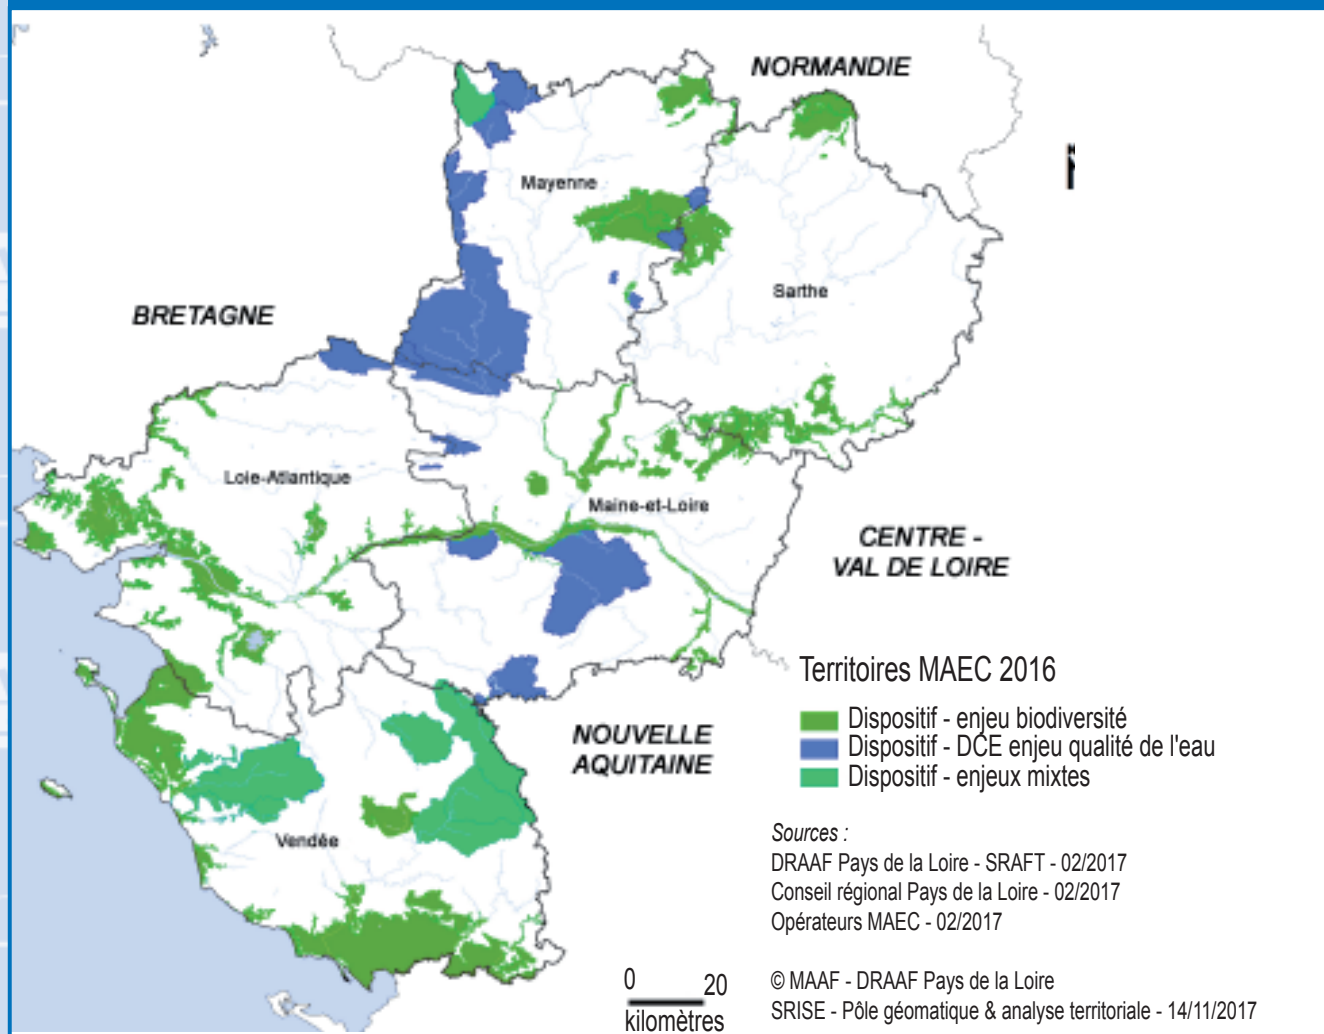 NORMANDIE
Mayenne
Sarthe
BRETAGNE
Loie-Atlantique
Maine-et-Loire
CENTRE -
VAL DE LOIRE
Territoires MAEC 2016
Dispositif - enjeu biodiversité
Dispositif - DCE enjeu qualité de l'eau
Dispositif - enjeux mixtes
NOUVELLE
AQUITAINE
Vendée
Sources :
DRAAF Pays de la Loire - SRAFT - 02/2017
Conseil régional Pays de la Loire - 02/2017
Opérateurs MAEC - 02/2017
0 20
kilomètres
© MAAF - DRAAF Pays de la Loire
SRISE - Pôle géomatique & analyse territoriale - 14/11/2017